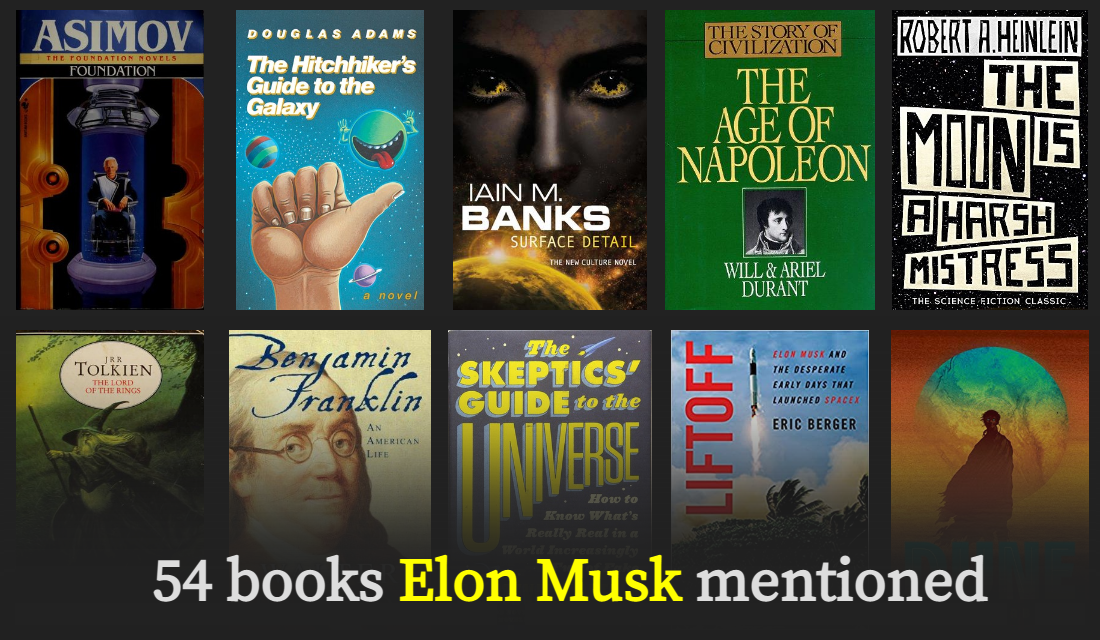 ASIMOV
THE FOUNDATION NOVELS
FOUNDATION
DOUGLAS ADAMS
The Hitchhiker's
Guide to the
Galaxy
a novel
IAIN M.
BANKS
SURFACE DETAIL
THE NEW CULTURE NOVEL
THE STORY OF
CIVILIZATION
THE
AGE OF
NAPOLEON
WILL & ARIEL
DURANT
ROBERT A. HEINLEIN
THE
MOON IS
A HARSH
MISTRESS
THE SCIENCE FICTION CLASSIC
JRR
TOLKIEN
THE LORD
OF THE RINGS
Benjamin
Franklin
AN
AMERICAN
LIFE
The
SKEPTICS'
GUIDE to the
UNIVERSE
How to
Know What's
Really Real in a
World Increasingly
LIFTOFF
ELON MUSK AND
THE DESPERATE
EARLY DAYS THAT
LAUNCHED SPACEX
ERIC BERGER
DUNE
54 books Elon Musk mentioned